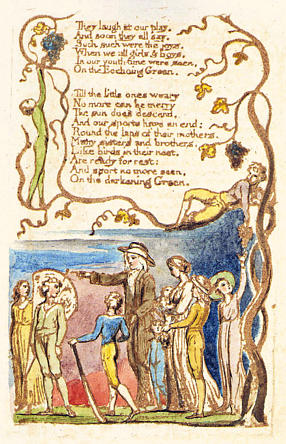 They laugh at our play,
And soon they all say.
Such such were the joys.
When we all girls & boys,
In our youth-time were seen,
On the Ecchoing Green.
Till the little ones weary
No more can be merry
The sun does descend,
And our sports have an end:
Round the laps of their mothers,
Many sisters and brothers,
Like birds in their nest,
Are ready for rest:
And sport no more seen,
On the darkening Green.